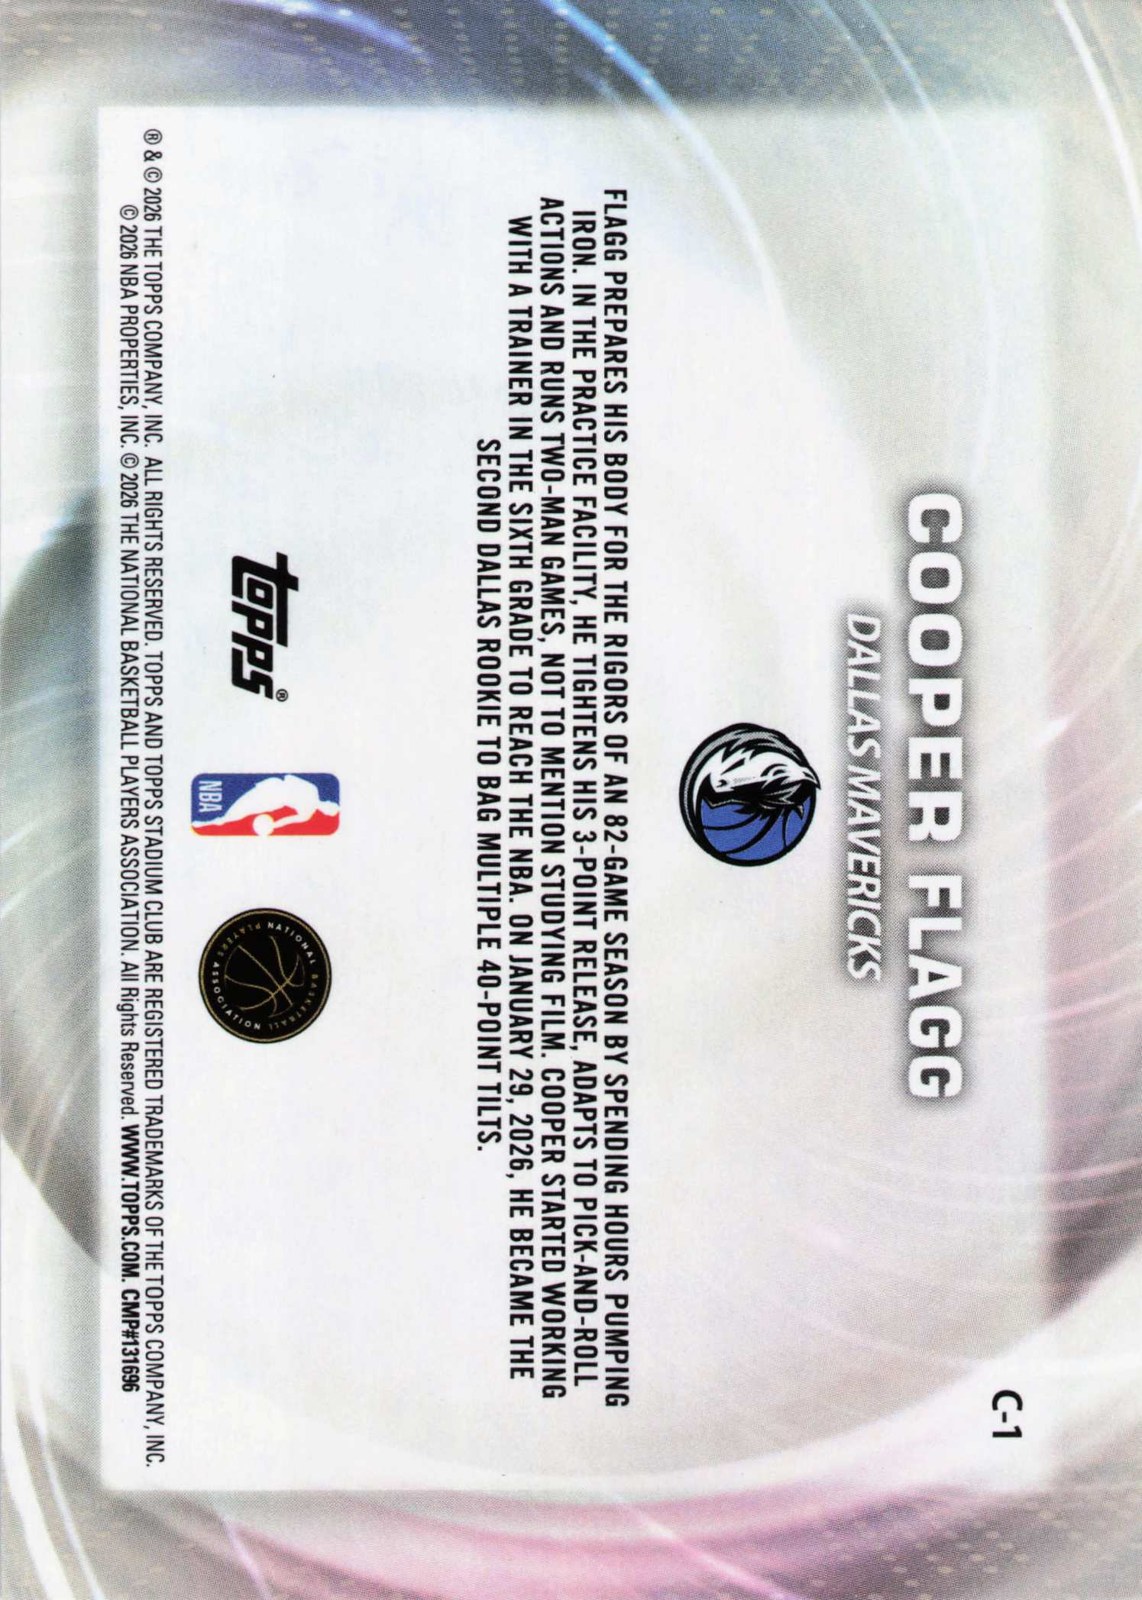 C-1
COOPER FLAGG
DALLAS MAVERICKS
FLAGG PREPARES HIS BODY FOR THE RIGORS OF AN 82-GAME SEASON BY SPENDING HOURS PUMPING
IRON. IN THE PRACTICE FACILITY, HE TIGHTENS HIS 3-POINT RELEASE, ADAPTS TO PICK-AND-ROLL
ACTIONS AND RUNS TWO-MAN GAMES, NOT TO MENTION STUDYING FILM. COOPER STARTED WORKING
WITH A TRAINER IN THE SIXTH GRADE TO REACH THE NBA. ON JANUARY 29, 2026, HE BECAME THE
SECOND DALLAS ROOKIE TO BAG MULTIPLE 40-POINT TILTS.
topps®
NBA
NATIONAL BASKETBALL PLAYERS ASSOCIATION
® & © 2026 THE TOPPS COMPANY, INC. ALL RIGHTS RESERVED. TOPPS AND TOPPS STADIUM CLUB ARE REGISTERED TRADEMARKS OF THE TOPPS COMPANY, INC.
© 2026 NBA PROPERTIES, INC. © 2026 THE NATIONAL BASKETBALL PLAYERS ASSOCIATION. All Rights Reserved. WWW.TOPPS.COM. CMP#131696